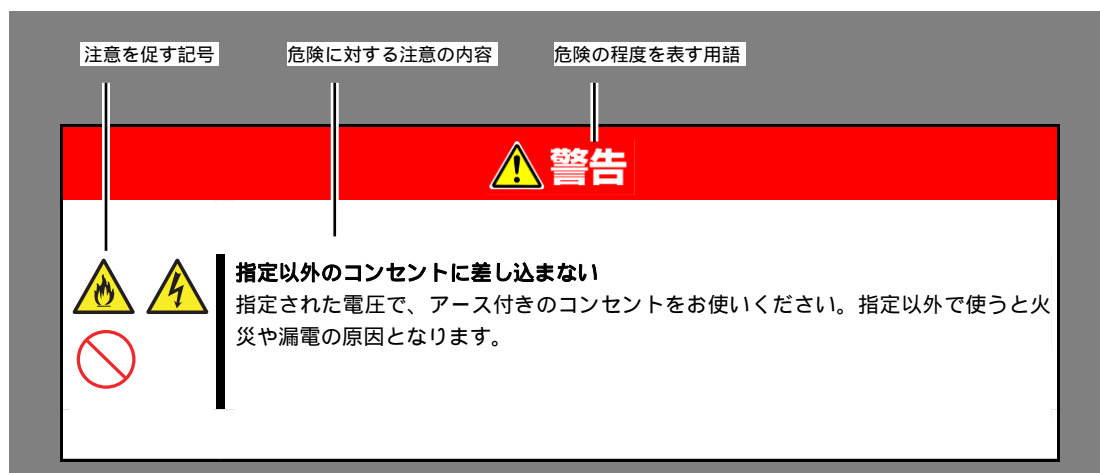 注意を促す記号 危険に対する注意の内容 危険の程度を表す用語
警告
指定以外のコンセントに差し込まない
指定された電圧で、アース付きのコンセントをお使いください。指定以外で使うと火
災や漏電の原因となります。